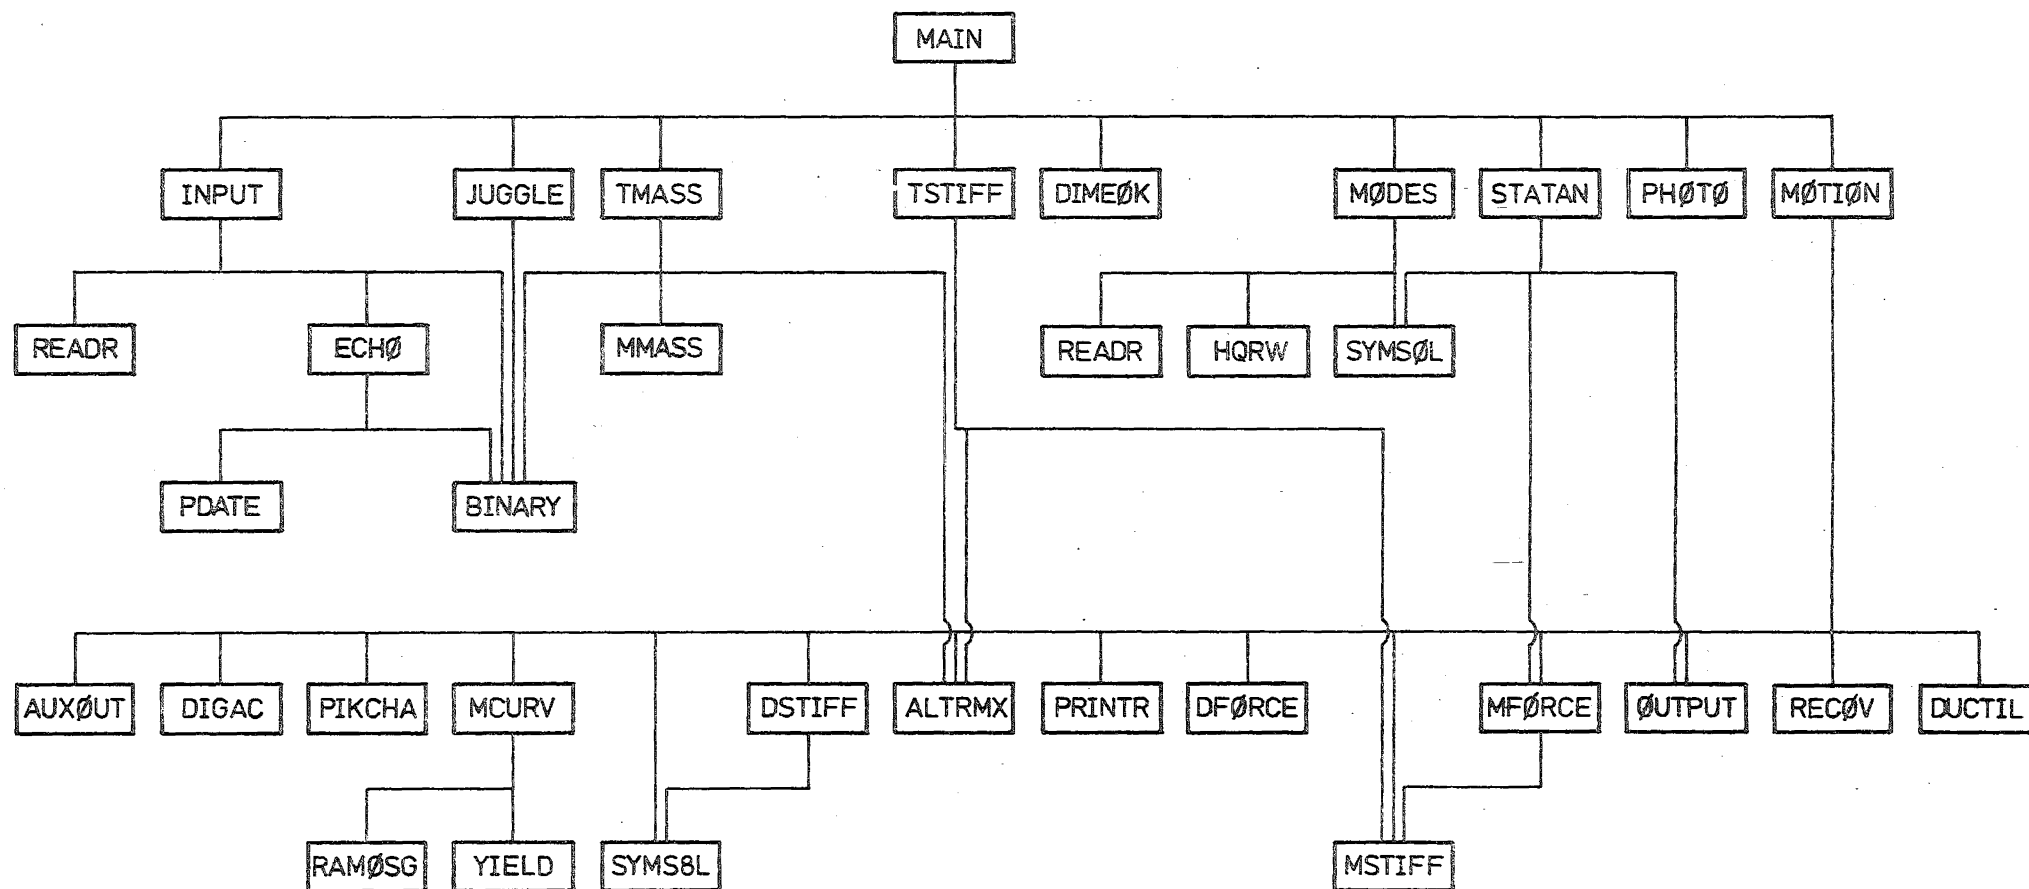 MAIN
INPUT
JUGGLE
TMASS
TSTIFF
DIMEØK
MØDES
STATAN
PHØTØ
MØTIØN
READR
ECHØ
MMASS
READR
HQRW
SYMSØL
PDATE
BINARY
AUXØUT
DIGAC
PIKCHA
MCURV
DSTIFF
ALTRMX
PRINTR
DFØRCE
MFØRCE
ØUTPUT
RECØV
DUCTIL
RAMØSG
YIELD
SYMS8L
MSTIFF